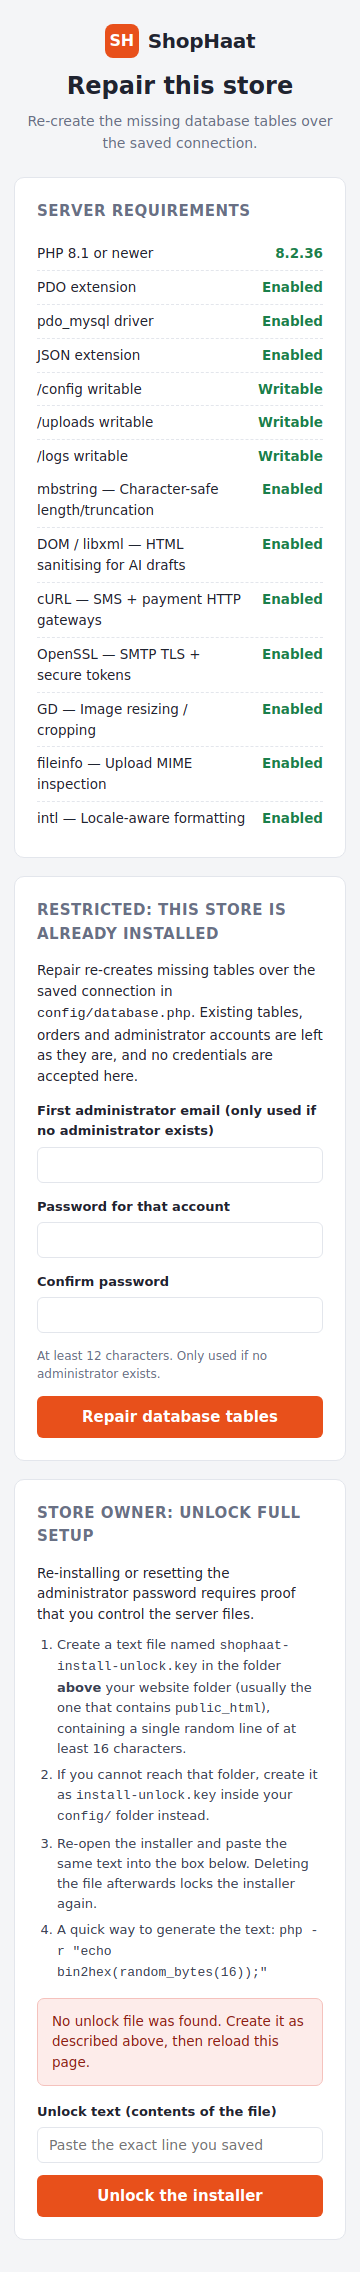 SH ShopHaat
Repair this store
Re-create the missing database tables over
the saved connection.
SERVER REQUIREMENTS
PHP 8.1 or newer 8.2.36
PDO extension Enabled
pdo_mysql driver Enabled
JSON extension Enabled
/config writable Writable
/uploads writable Writable
/logs writable Writable
mbstring — Character-safe Enabled
length/truncation
DOM / libxml — HTML Enabled
sanitising for AI drafts
cURL — SMS + payment HTTP Enabled
gateways
OpenSSL — SMTP TLS + Enabled
secure tokens
GD — Image resizing / Enabled
cropping
fileinfo — Upload MIME Enabled
inspection
intl — Locale-aware formatting Enabled
RESTRICTED: THIS STORE IS
ALREADY INSTALLED
Repair re-creates missing tables over the
saved connection in
config/database.php. Existing tables,
orders and administrator accounts are left
as they are, and no credentials are
accepted here.
First administrator email (only used if
no administrator exists)
Password for that account
Confirm password
At least 12 characters. Only used if no
administrator exists.
Repair database tables
STORE OWNER: UNLOCK FULL
SETUP
Re-installing or resetting the
administrator password requires proof
that you control the server files.
1. Create a text file named shophaat-
install-unlock.key in the folder
above your website folder (usually the
one that contains public_html),
containing a single random line of at
least 16 characters.
2. If you cannot reach that folder, create it
as install-unlock.key inside your
config/ folder instead.
3. Re-open the installer and paste the
same text into the box below. Deleting
the file afterwards locks the installer
again.
4. A quick way to generate the text: php -
r "echo
bin2hex(random_bytes(16));"
No unlock file was found. Create it as
described above, then reload this
page.
Unlock text (contents of the file)
Paste the exact line you saved
Unlock the installer